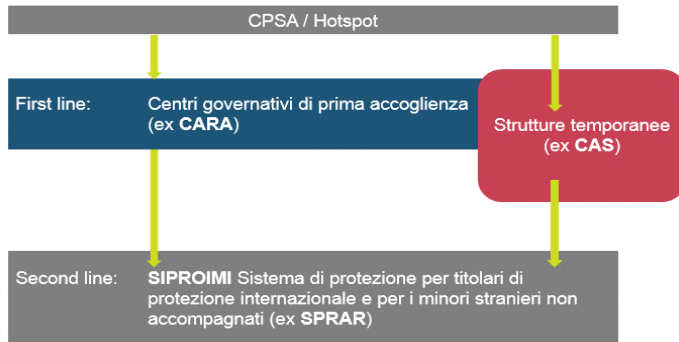 CPSA / Hotspot
First line:
Centri governativi di prima accoglienza
(ex CARA)
Strutture temporanee
(ex CAS)
Second line:
SIPROIMI Sistema di protezione per titolari di
protezione internazionale e per i minori stranieri non
accompagnati (ex SPRAR)